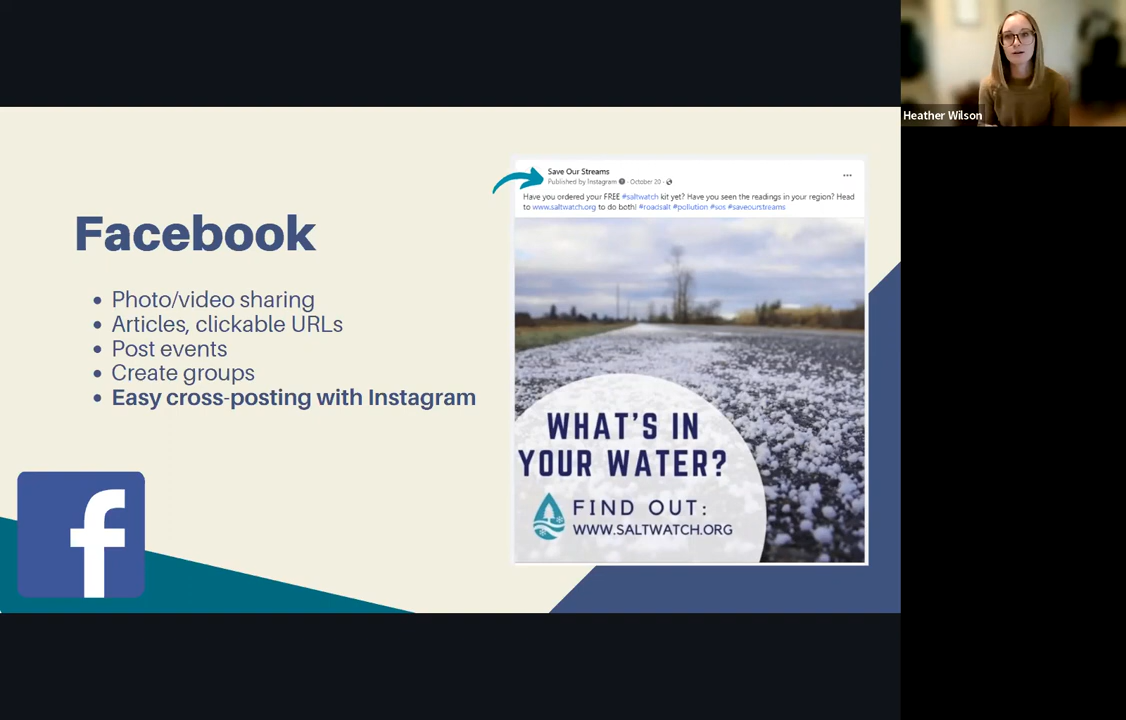 Heather Wilson
Facebook
• Photo/video sharing
• Articles, clickable URLs
• Post events
• Create groups
• Easy cross-posting with Instagram
Save Our Streams
Published by Instagram · October 20 ·
Have you ordered your FREE #saltwatch kit yet? Have you seen the readings in your region? Head
to www.saltwatch.org to do both! #roadsalt #pollution #sos #saveourstreams
WHAT'S IN
YOUR WATER?
FIND OUT:
WWW.SALTWATCH.ORG